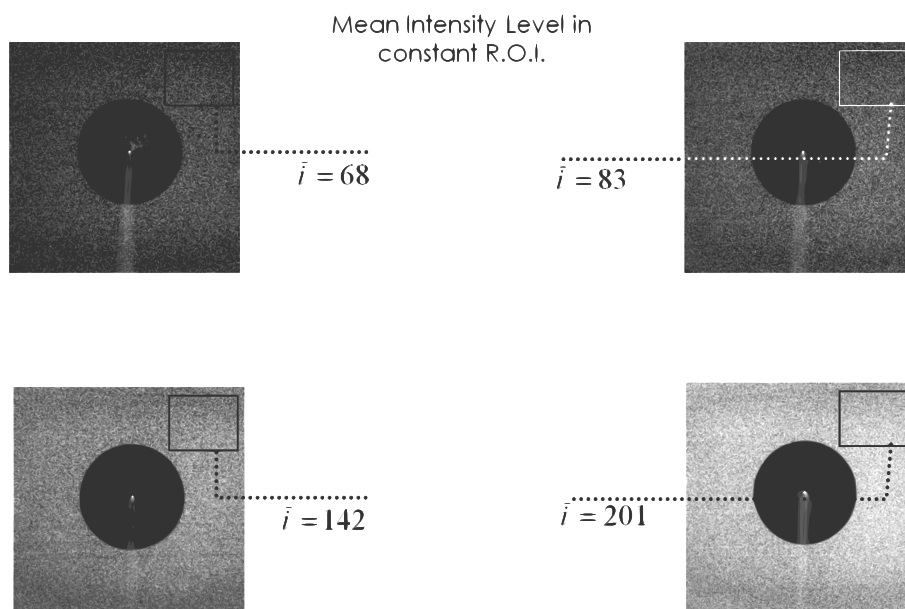 Mean Intensity Level in
constant R.O.I.
ī = 68
ī = 83
ī = 142
ī = 201